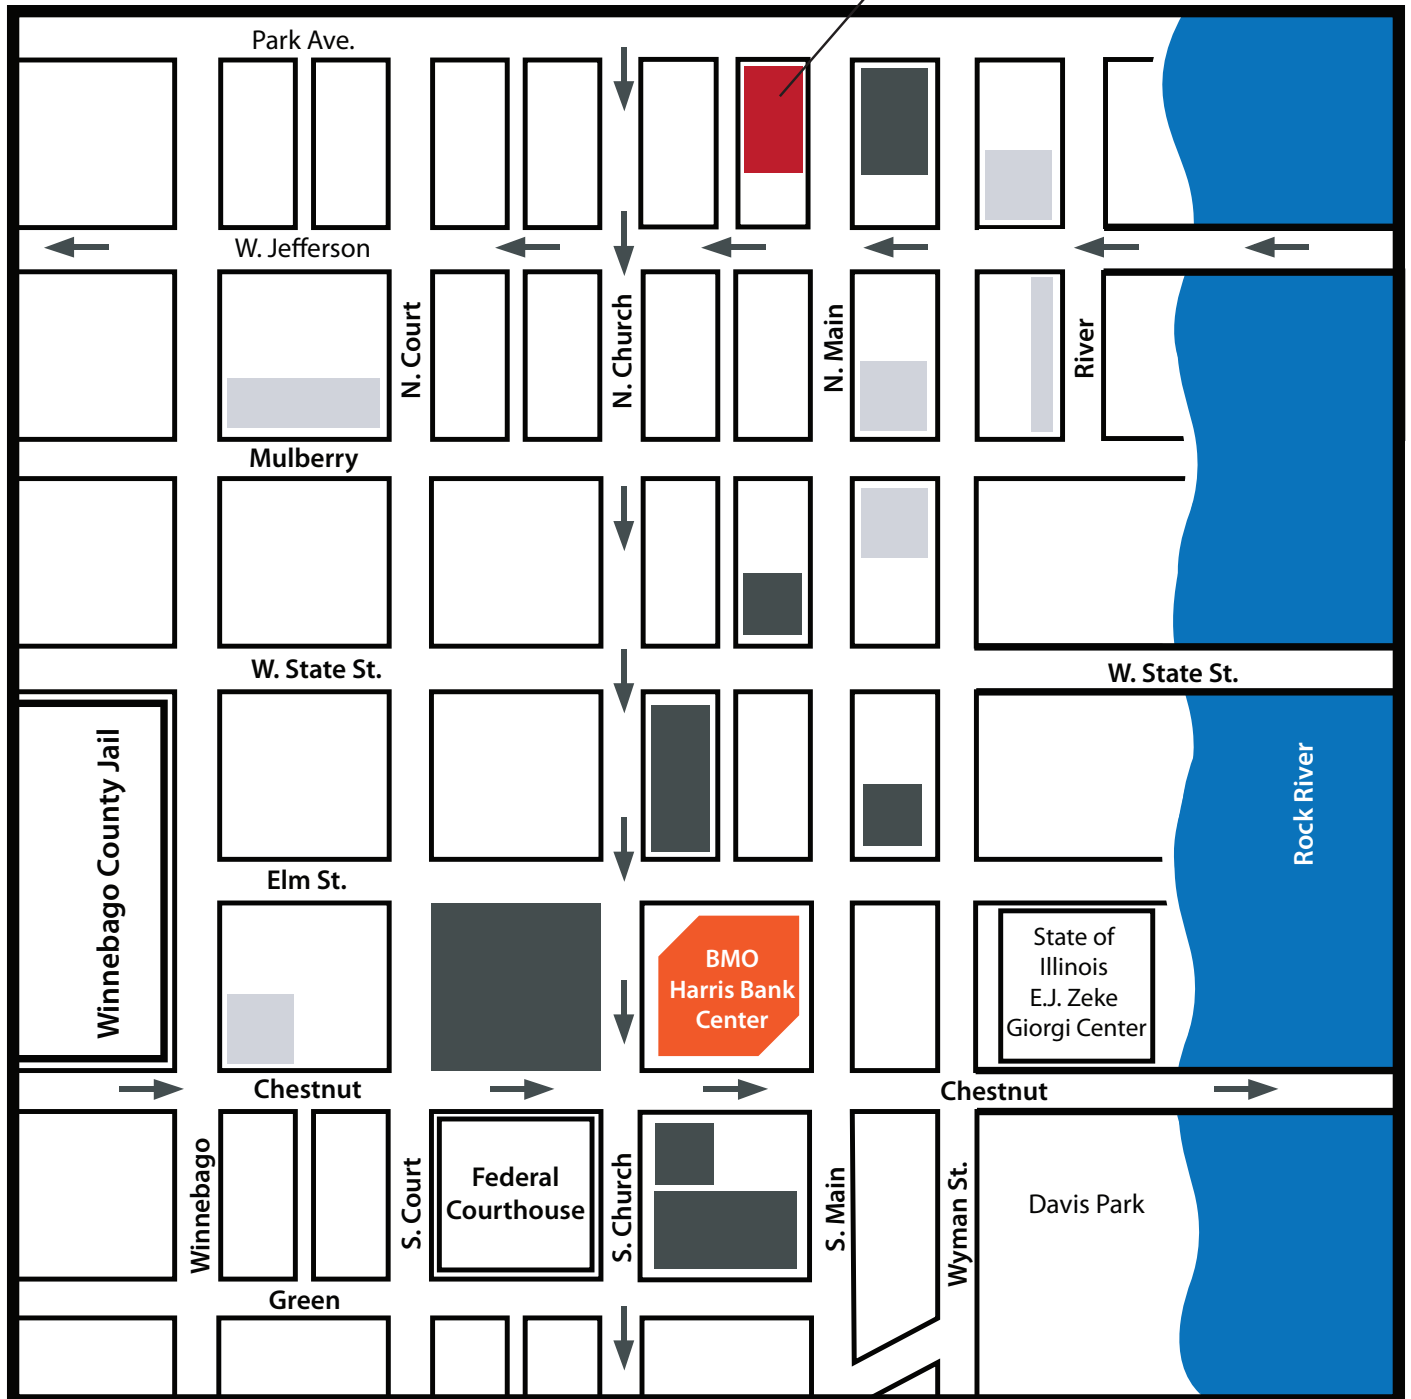 Park Ave.
W. Jefferson
N. Court
N. Church
N. Main
River
Mulberry
W. State St.
W. State St.
Winnebago County Jail
Rock River
Elm St.
BMO
Harris Bank
Center
State of
Illinois
E.J. Zeke
Giorgi Center
Chestnut
Chestnut
Winnebago
S. Court
Federal
Courthouse
S. Church
S. Main
Wyman St.
Davis Park
Green